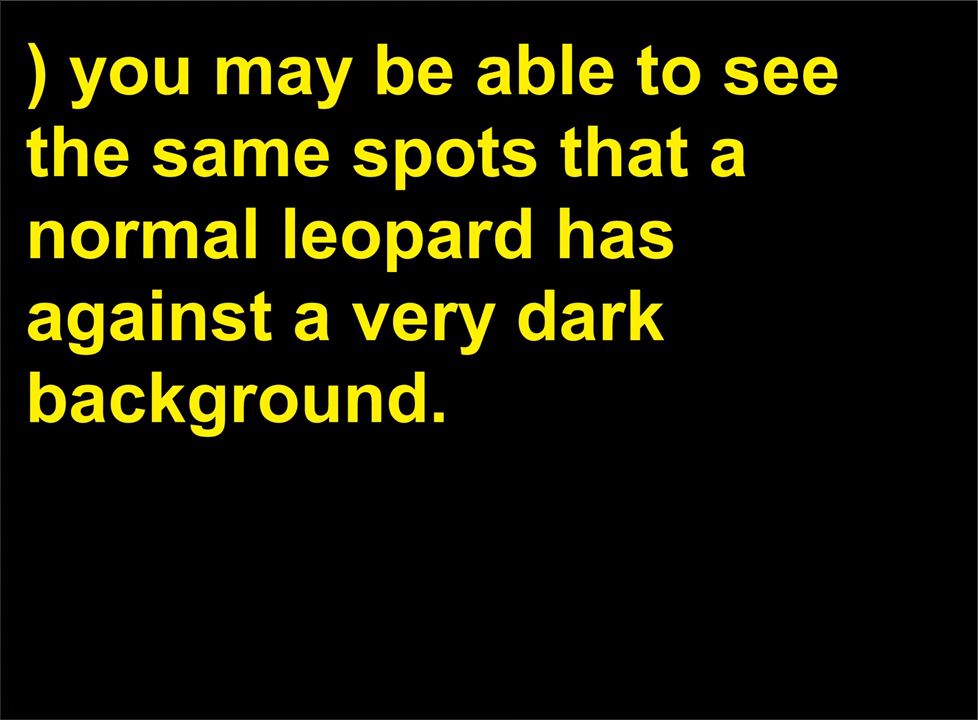 ) you may be able to see
the same spots that a
normal leopard has
against a very dark
background.